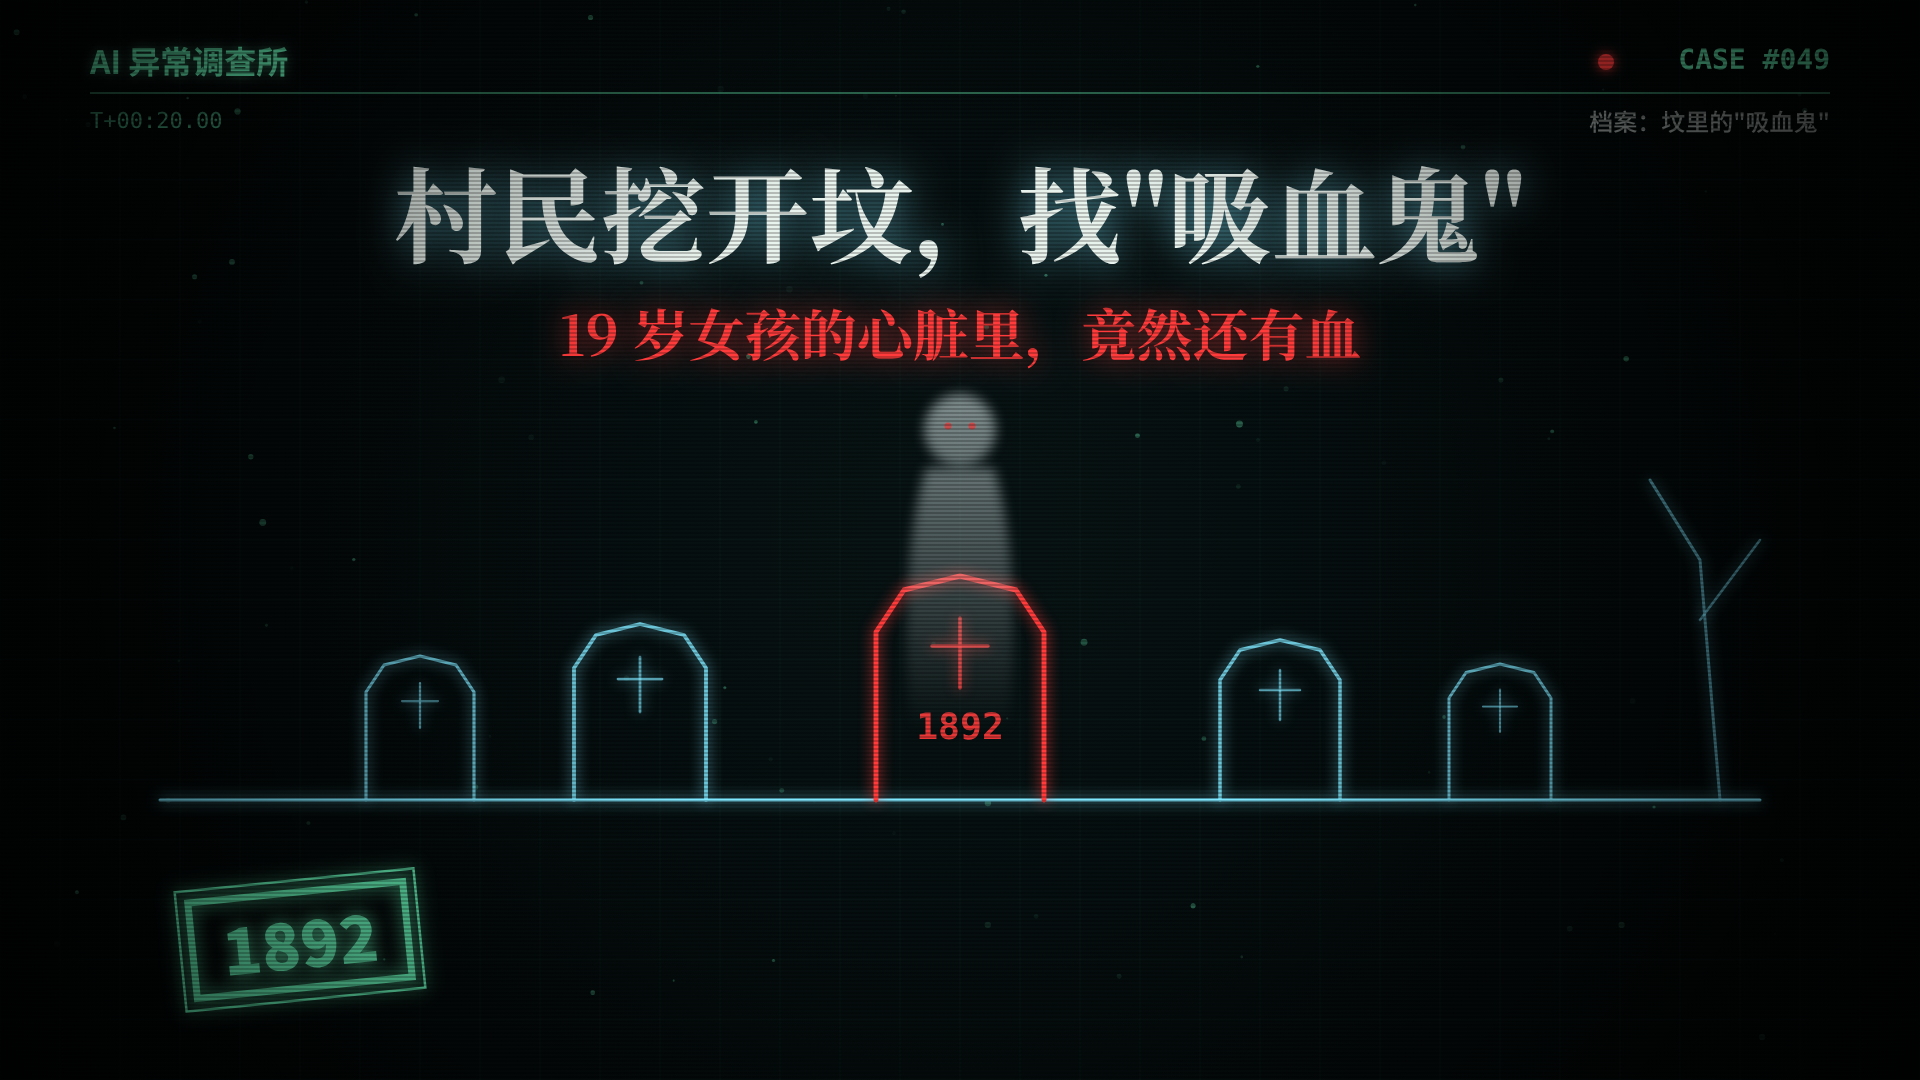 AI 异常调查所
CASE #049
T+00:20.00
档案：坟里的"吸血鬼"
村民挖开坟，找"吸血鬼"
19 岁女孩的心脏里，竟然还有血
1892
1892